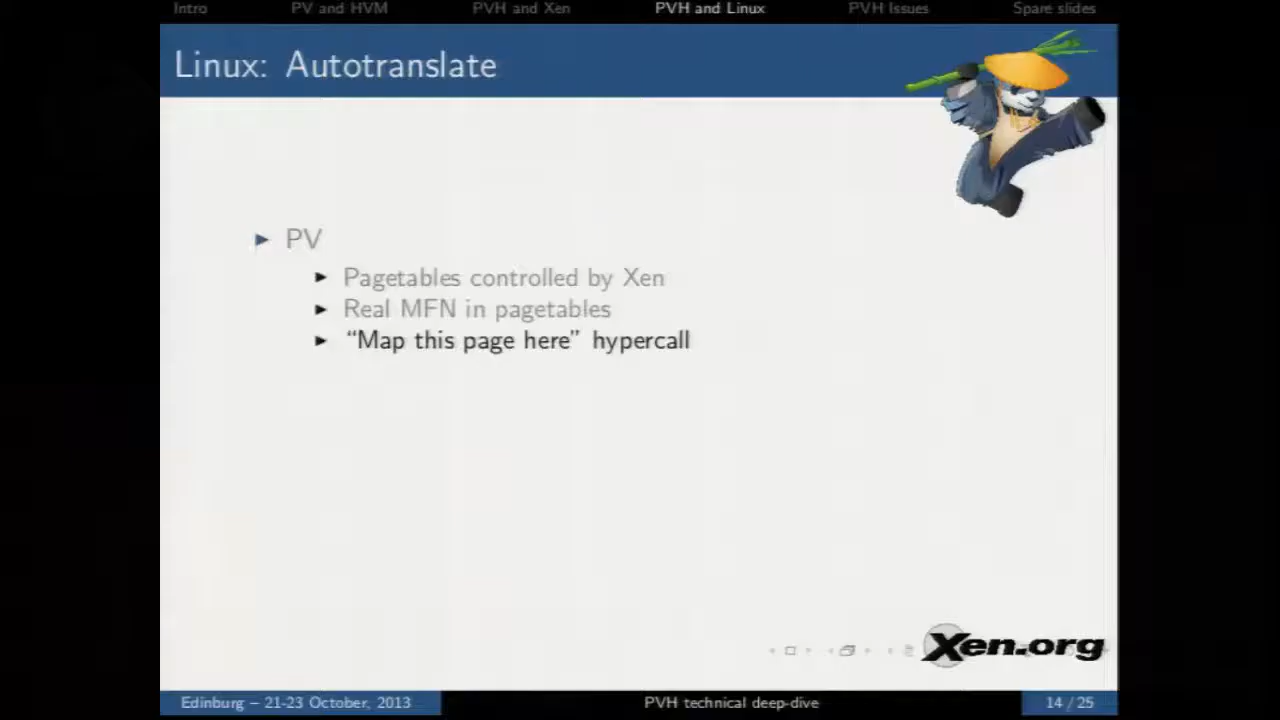 Intro PV and HVM PVH and Xen PVH and Linux PVH Issues Spare slides
Linux: Autotranslate
PV
Pagetables controlled by Xen
Real MFN in pagetables
“Map this page here” hypercall
Xen.org
Edinburg – 21-23 October, 2013 PVH technical deep-dive 14 / 25